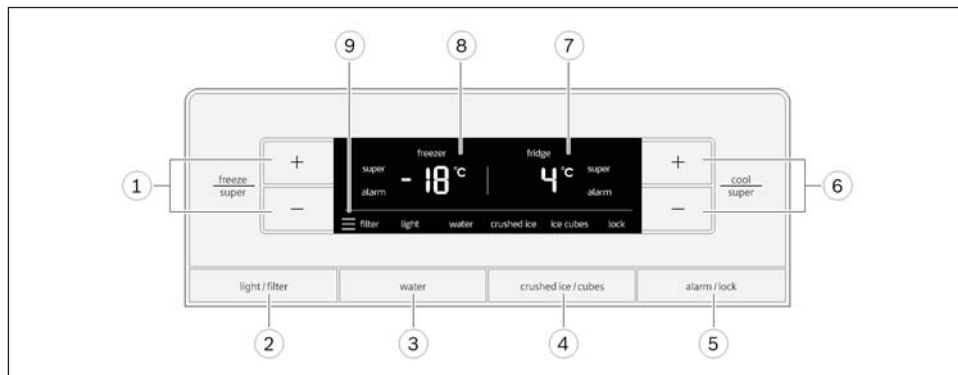 9
8
7
1
freeze
super
+
−
freezer
super
alarm
-18 °C
fridge
4 °C
super
alarm
filter light water crushed ice ice cubes lock
+
−
cool
super
6
light / filter water crushed ice / cubes alarm / lock
2 3 4 5